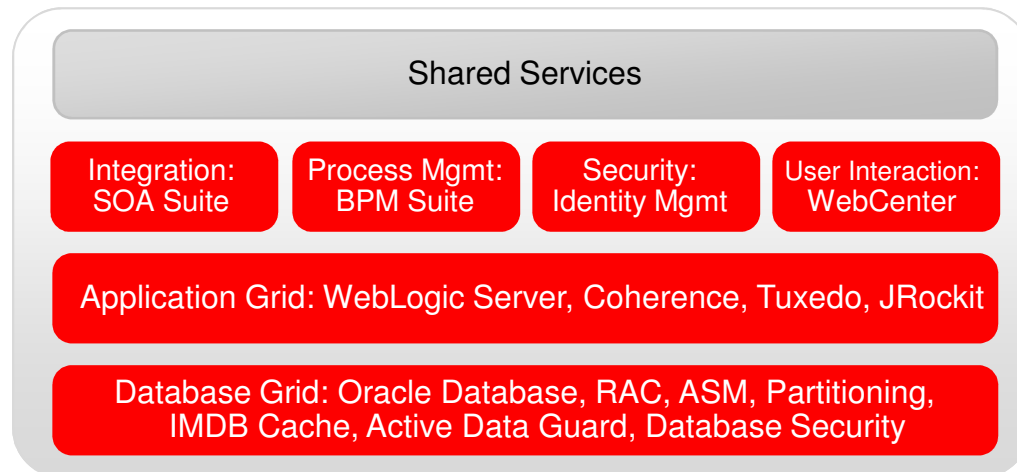 Shared Services
Integration:
SOA Suite
Process Mgmt:
BPM Suite
Security:
Identity Mgmt
User Interaction:
WebCenter
Application Grid: WebLogic Server, Coherence, Tuxedo, JRockit
Database Grid: Oracle Database, RAC, ASM, Partitioning,
IMDB Cache, Active Data Guard, Database Security